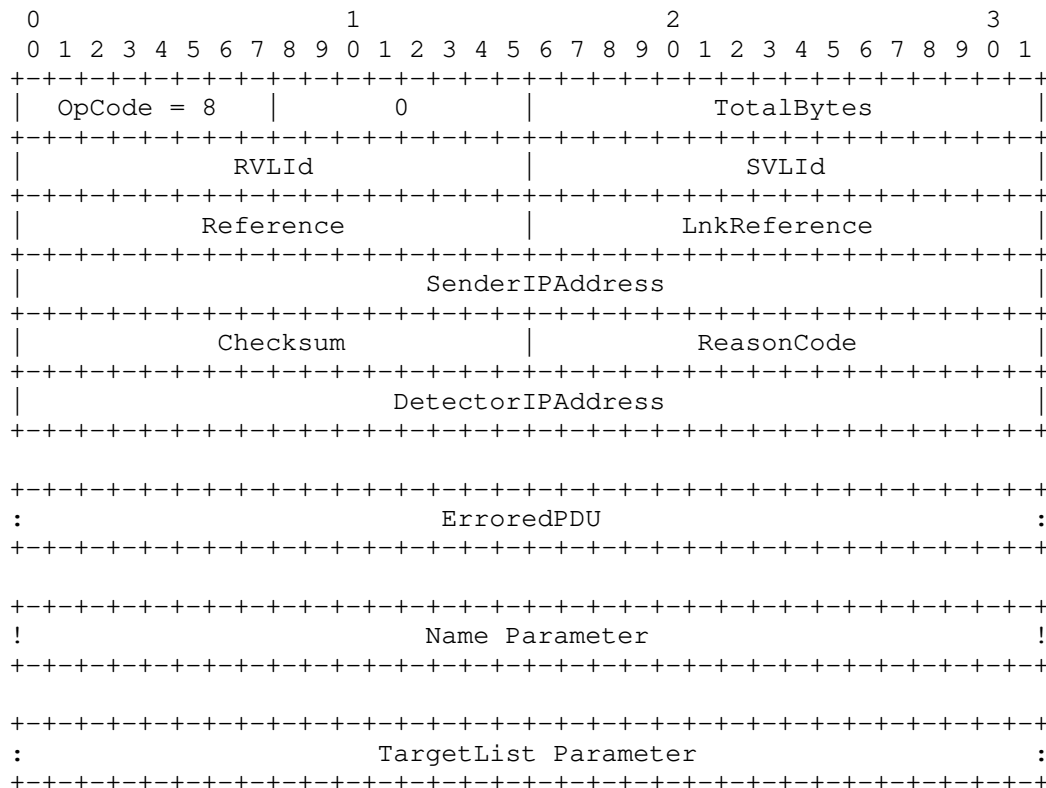 0                   1                   2                   3
 0 1 2 3 4 5 6 7 8 9 0 1 2 3 4 5 6 7 8 9 0 1 2 3 4 5 6 7 8 9 0 1
+-+-+-+-+-+-+-+-+-+-+-+-+-+-+-+-+-+-+-+-+-+-+-+-+-+-+-+-+-+-+-+-+
|  OpCode = 8   |       0       |           TotalBytes          |
+-+-+-+-+-+-+-+-+-+-+-+-+-+-+-+-+-+-+-+-+-+-+-+-+-+-+-+-+-+-+-+-+
|             RVLId             |             SVLId             |
+-+-+-+-+-+-+-+-+-+-+-+-+-+-+-+-+-+-+-+-+-+-+-+-+-+-+-+-+-+-+-+-+
|           Reference           |         LnkReference          |
+-+-+-+-+-+-+-+-+-+-+-+-+-+-+-+-+-+-+-+-+-+-+-+-+-+-+-+-+-+-+-+-+
|                         SenderIPAddress                       |
+-+-+-+-+-+-+-+-+-+-+-+-+-+-+-+-+-+-+-+-+-+-+-+-+-+-+-+-+-+-+-+-+
|            Checksum           |          ReasonCode           |
+-+-+-+-+-+-+-+-+-+-+-+-+-+-+-+-+-+-+-+-+-+-+-+-+-+-+-+-+-+-+-+-+
|                       DetectorIPAddress                       |
+-+-+-+-+-+-+-+-+-+-+-+-+-+-+-+-+-+-+-+-+-+-+-+-+-+-+-+-+-+-+-+-+

+-+-+-+-+-+-+-+-+-+-+-+-+-+-+-+-+-+-+-+-+-+-+-+-+-+-+-+-+-+-+-+-+
:                          ErroredPDU                           :
+-+-+-+-+-+-+-+-+-+-+-+-+-+-+-+-+-+-+-+-+-+-+-+-+-+-+-+-+-+-+-+-+

+-+-+-+-+-+-+-+-+-+-+-+-+-+-+-+-+-+-+-+-+-+-+-+-+-+-+-+-+-+-+-+-+
!                         Name Parameter                        !
+-+-+-+-+-+-+-+-+-+-+-+-+-+-+-+-+-+-+-+-+-+-+-+-+-+-+-+-+-+-+-+-+

+-+-+-+-+-+-+-+-+-+-+-+-+-+-+-+-+-+-+-+-+-+-+-+-+-+-+-+-+-+-+-+-+
:                      TargetList Parameter                     :
+-+-+-+-+-+-+-+-+-+-+-+-+-+-+-+-+-+-+-+-+-+-+-+-+-+-+-+-+-+-+-+-+